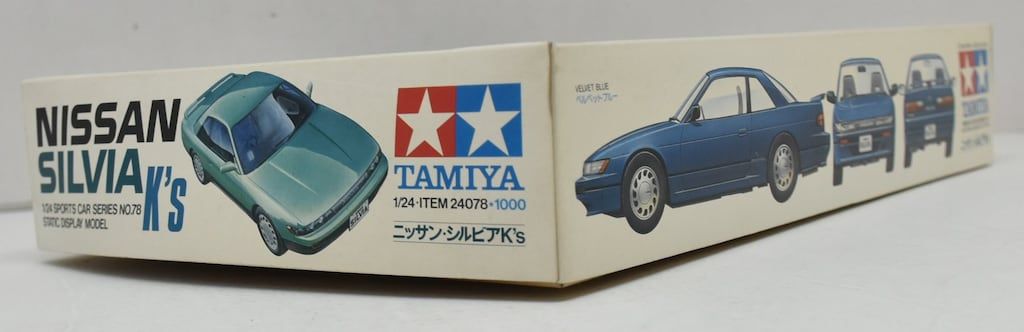 NISSAN
SILVIA K's
1/24 SPORTS CAR SERIES NO.78
STATIC DISPLAY MODEL
TAMIYA
1/24・ITEM 24078・1000
ニッサン・シルビアK's
VELVET BLUE
ベルベットブルー
TAMIYA